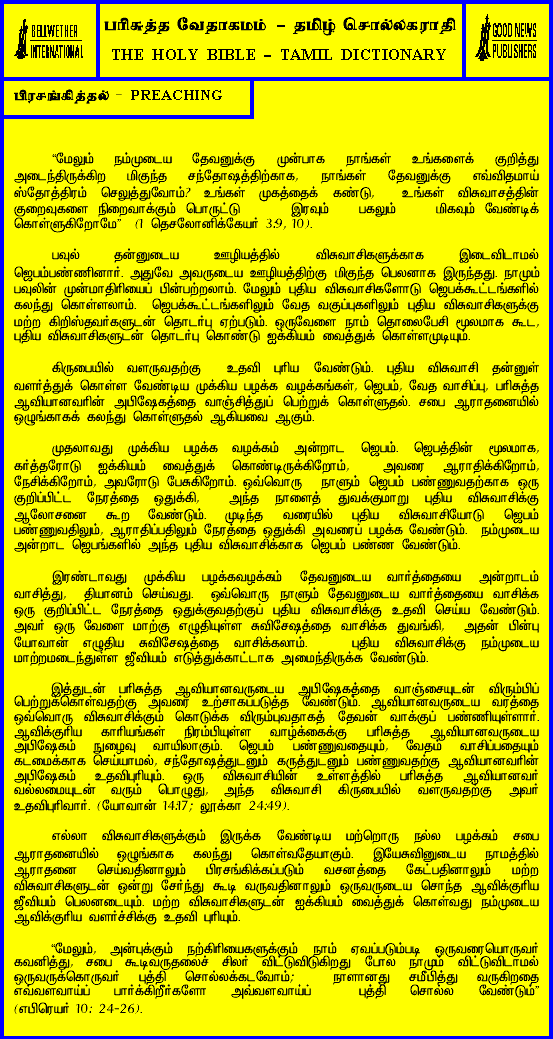 BELLWETHER
INTERNATIONAL
பரிசுத்த வேதாகமம் - தமிழ் சொல்லகராதி
THE HOLY BIBLE - TAMIL DICTIONARY
GOOD NEWS
PUBLISHERS
பிரசங்கித்தல் - PREACHING
“மேலும் நம்முடைய தேவனுக்கு முன்பாக நாங்கள் உங்களைக் குறித்து
அடைந்திருக்கிற மிகுந்த சந்தோஷத்திற்காக, நாங்கள் தேவனுக்கு எவ்விதமாய்
ஸ்தோத்திரம் செலுத்துவோம்? உங்கள் முகத்தைக் கண்டு, உங்கள் விசுவாசத்தின்
குறைவுகளை நிறைவாக்கும் பொருட்டு இரவும் பகலும் மிகவும் வேண்டிக்
கொள்ளுகிறோமே” (1 தெசலோனிக்கேயர் 3:9, 10).
பவுல் தன்னுடைய ஊழியத்தில் விசுவாசிகளுக்காக இடைவிடாமல்
ஜெபம்பண்ணினார். அதுவே அவருடைய ஊழியத்திற்கு மிகுந்த பெலனாக இருந்தது. நாமும்
பவுலின் முன்மாதிரியைப் பின்பற்றலாம். மேலும் புதிய விசுவாசிகளோடு ஜெபக்கூட்டங்களில்
கலந்து கொள்ளலாம். ஜெபக்கூட்டங்களிலும் வேத வகுப்புகளிலும் புதிய விசுவாசிகளுக்கு
மற்ற கிறிஸ்தவர்களுடன் தொடர்பு ஏற்படும். ஒருவேளை நாம் தொலைபேசி மூலமாக கூட,
புதிய விசுவாசிகளுடன் தொடர்பு கொண்டு ஐக்கியம் வைத்துக் கொள்ளமுடியும்.
கிருபையில் வளருவதற்கு உதவி புரிய வேண்டும். புதிய விசுவாசி தன்னுள்
வளர்த்துக் கொள்ள வேண்டிய முக்கிய பழக்க வழக்கங்கள், ஜெபம், வேத வாசிப்பு, பரிசுத்த
ஆவியானவரின் அபிஷேகத்தை வாஞ்சித்துப் பெற்றுக் கொள்ளுதல். சபை ஆராதனையில்
ஒழுங்காகக் கலந்து கொள்ளுதல் ஆகியவை ஆகும்.
முதலாவது முக்கிய பழக்க வழக்கம் அன்றாட ஜெபம். ஜெபத்தின் மூலமாக,
கர்த்தரோடு ஐக்கியம் வைத்துக் கொண்டிருக்கிறோம், அவரை ஆராதிக்கிறோம்,
நேசிக்கிறோம், அவரோடு பேசுகிறோம். ஒவ்வொரு நாளும் ஜெபம் பண்ணுவதற்காக ஒரு
குறிப்பிட்ட நேரத்தை ஒதுக்கி, அந்த நாளைத் துவக்குமாறு புதிய விசுவாசிக்கு
ஆலோசனை கூற வேண்டும். முடிந்த வரையில் புதிய விசுவாசியோடு ஜெபம்
பண்ணுவதிலும், ஆராதிப்பதிலும் நேரத்தை ஒதுக்கி அவரைப் பழக்க வேண்டும். நம்முடைய
அன்றாட ஜெபங்களில் அந்த புதிய விசுவாசிக்காக ஜெபம் பண்ண வேண்டும்.
இரண்டாவது முக்கிய பழக்கவழக்கம் தேவனுடைய வார்த்தையை அன்றாடம்
வாசித்து, தியானம் செய்வது. ஒவ்வொரு நாளும் தேவனுடைய வார்த்தையை வாசிக்க
ஒரு குறிப்பிட்ட நேரத்தை ஒதுக்குவதற்குப் புதிய விசுவாசிக்கு உதவி செய்ய வேண்டும்.
அவர் ஒரு வேளை மாற்கு எழுதியுள்ள சுவிசேஷத்தை வாசிக்க துவங்கி, அதன் பின்பு
யோவான் எழுதிய சுவிசேஷத்தை வாசிக்கலாம். புதிய விசுவாசிக்கு நம்முடைய
மாற்றமடைந்துள்ள ஜீவியம் எடுத்துக்காட்டாக அமைந்திருக்க வேண்டும்.
இத்துடன் பரிசுத்த ஆவியானவருடைய அபிஷேகத்தை வாஞ்சையுடன் விரும்பிப்
பெற்றுக்கொள்வதற்கு அவரை உற்சாகப்படுத்த வேண்டும். ஆவியானவருடைய வரத்தை
ஒவ்வொரு விசுவாசிக்கும் கொடுக்க விரும்புவதாகத் தேவன் வாக்குப் பண்ணியுள்ளார்.
ஆவிக்குரிய காரியங்கள் நிரம்பியுள்ள வாழ்க்கைக்கு பரிசுத்த ஆவியானவருடைய
அபிஷேகம் நுழைவு வாயிலாகும். ஜெபம் பண்ணுவதையும், வேதம் வாசிப்பதையும்
கடமைக்காக செய்யாமல், சந்தோஷத்துடனும் கருத்துடனும் பண்ணுவதற்கு ஆவியானவரின்
அபிஷேகம் உதவிபுரியும். ஒரு விசுவாசியின் உள்ளத்தில் பரிசுத்த ஆவியானவர்
வல்லமையுடன் வரும் பொழுது, அந்த விசுவாசி கிருபையில் வளருவதற்கு அவர்
உதவிபுரிவார். (யோவான் 14:17; லூக்கா 24:49).
எல்லா விசுவாசிகளுக்கும் இருக்க வேண்டிய மற்றொரு நல்ல பழக்கம் சபை
ஆராதனையில் ஒழுங்காக கலந்து கொள்வதேயாகும். இயேசுவினுடைய நாமத்தில்
ஆராதனை செய்வதினாலும் பிரசங்கிக்கப்படும் வசனத்தை கேட்பதினாலும் மற்ற
விசுவாசிகளுடன் ஒன்று சேர்ந்து கூடி வருவதினாலும் ஒருவருடைய சொந்த ஆவிக்குரிய
ஜீவியம் பெலனடையும். மற்ற விசுவாசிகளுடன் ஐக்கியம் வைத்துக் கொள்வது நம்முடைய
ஆவிக்குரிய வளர்ச்சிக்கு உதவி புரியும்.
“மேலும், அன்புக்கும் நற்கிரியைகளுக்கும் நாம் ஏவப்படும்படி ஒருவரையொருவர்
கவனித்து, சபை கூடிவருதலைச் சிலர் விட்டுவிடுகிறது போல நாமும் விட்டுவிடாமல்
ஒருவருக்கொருவர் புத்தி சொல்லக்கடவோம்; நாளானது சமீபித்து வருகிறதை
எவ்வளவாய்ப் பார்க்கிறீர்களோ அவ்வளவாய்ப் புத்தி சொல்ல வேண்டும்”
(எபிரெயர் 10: 24-26).